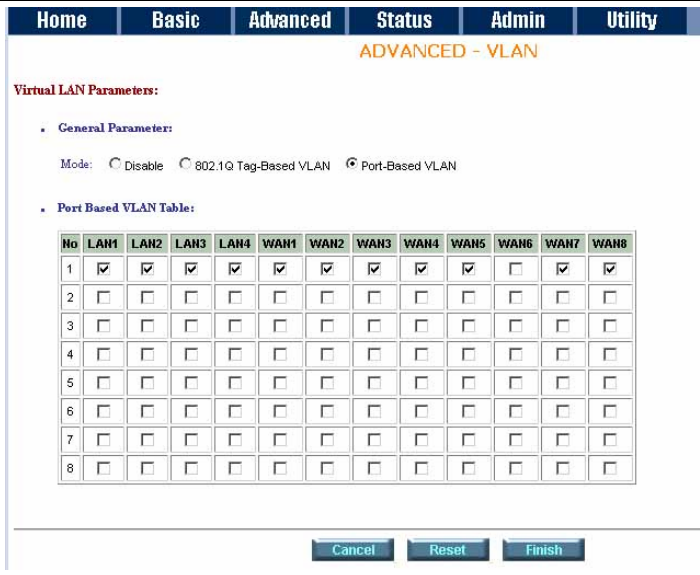 Home Basic Advanced Status Admin Utility
ADVANCED - VLAN
Virtual LAN Parameters:
General Parameter:
Mode: Disable 802.1Q Tag-Based VLAN Port-Based VLAN
Port Based VLAN Table:
No LAN1 LAN2 LAN3 LAN4 WAN1 WAN2 WAN3 WAN4 WAN5 WAN6 WAN7 WAN8
1
2
3
4
5
6
7
8
Cancel Reset Finish